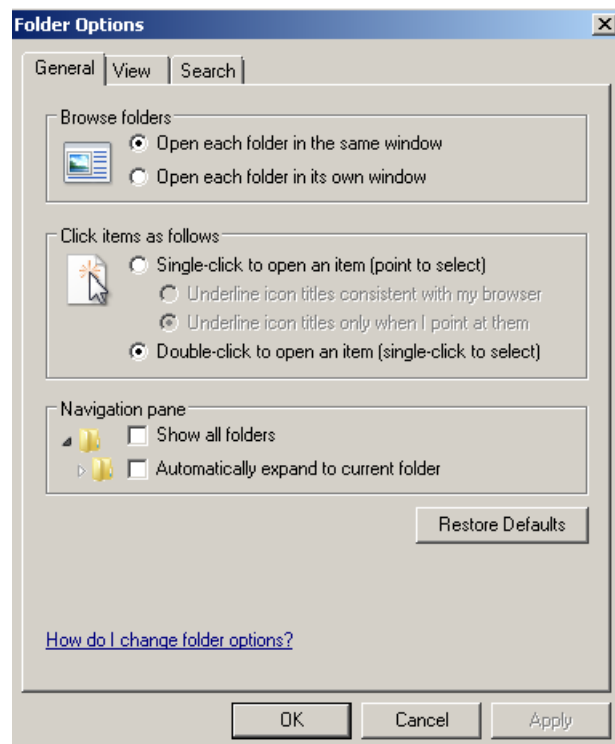 Folder Options
General View Search
Browse folders
Open each folder in the same window
Open each folder in its own window
Click items as follows
Single-click to open an item (point to select)
Underline icon titles consistent with my browser
Underline icon titles only when I point at them
Double-click to open an item (single-click to select)
Navigation pane
Show all folders
Automatically expand to current folder
Restore Defaults
How do I change folder options?
OK Cancel Apply